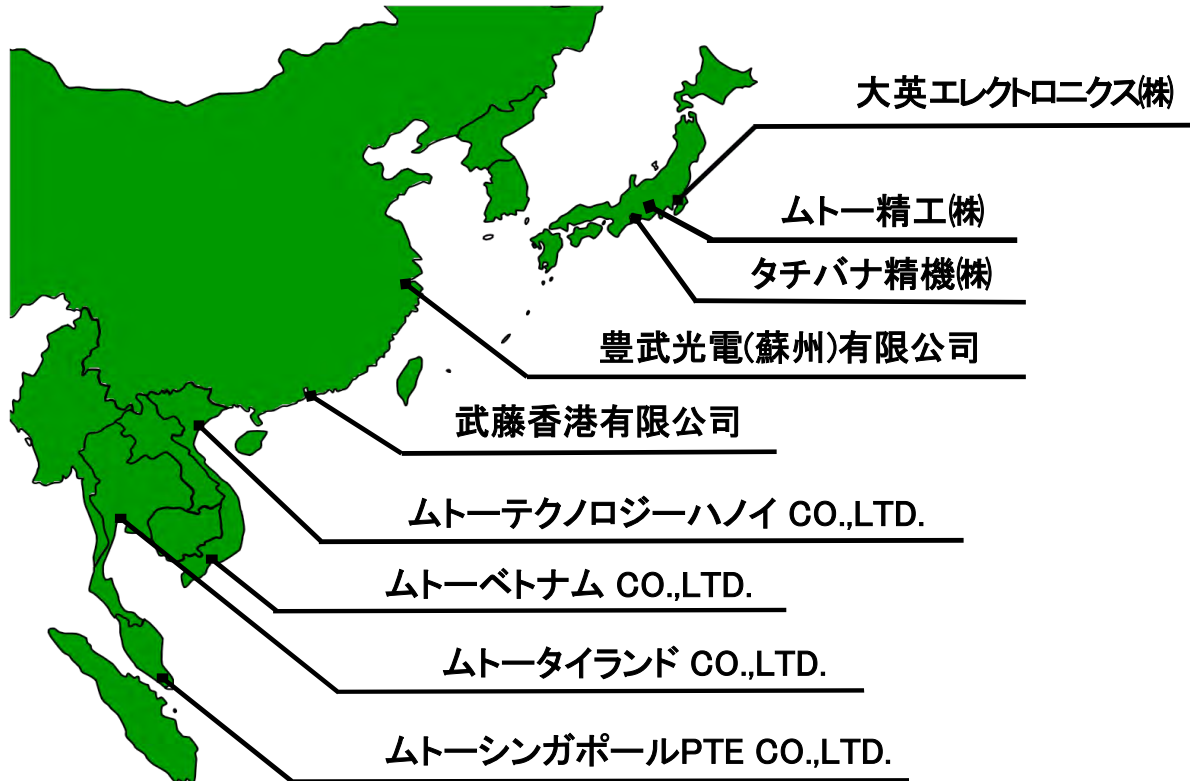 大英エレクトロニクス㈱
ムトー精工㈱
タチバナ精機㈱
豊武光電(蘇州)有限公司
武藤香港有限公司
ムトーテクノロジーハノイ CO.,LTD.
ムトーベトナム CO.,LTD.
ムトータイランド CO.,LTD.
ムトーシンガポールPTE CO.,LTD.